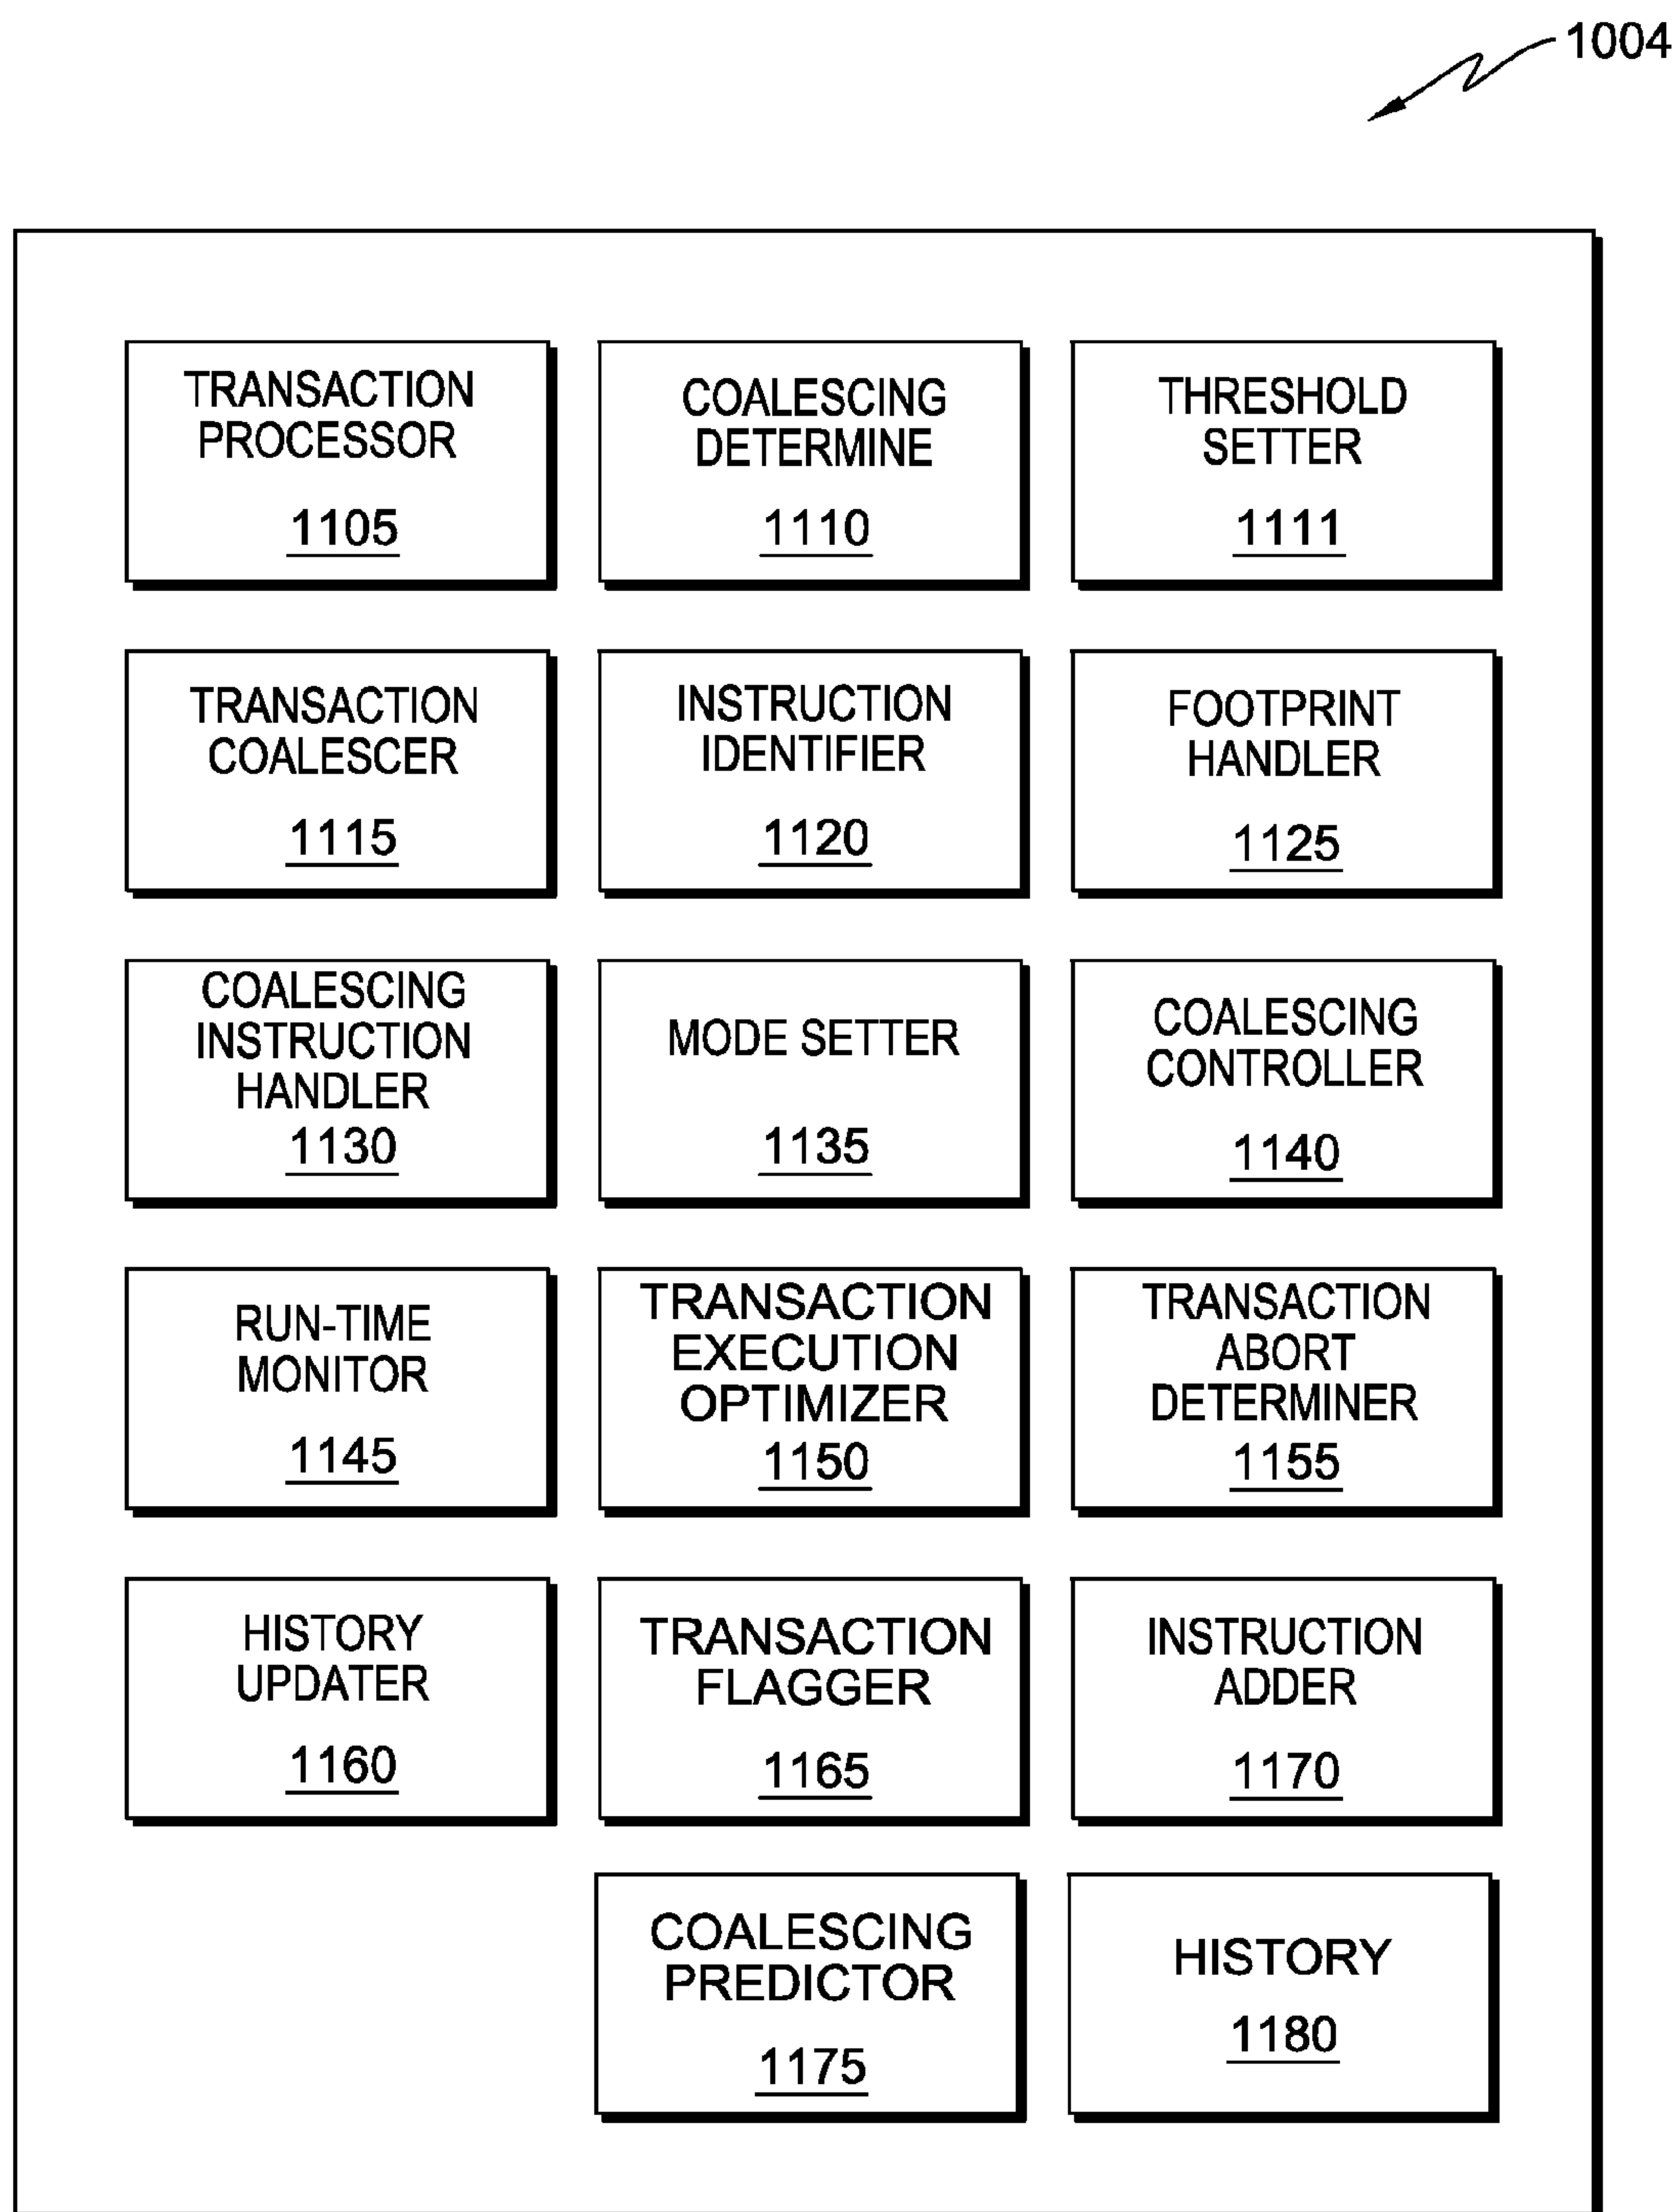 1004
TRANSACTION
PROCESSOR
1105
COALESCING
DETERMINE
1110
THRESHOLD
SETTER
1111
TRANSACTION
COALESCER
1115
INSTRUCTION
IDENTIFIER
1120
FOOTPRINT
HANDLER
1125
COALESCING
INSTRUCTION
HANDLER
1130
MODE SETTER
1135
COALESCING
CONTROLLER
1140
RUN-TIME
MONITOR
1145
TRANSACTION
EXECUTION
OPTIMIZER
1150
TRANSACTION
ABORT
DETERMINER
1155
HISTORY
UPDATER
1160
TRANSACTION
FLAGGER
1165
INSTRUCTION
ADDER
1170
COALESCING
PREDICTOR
1175
HISTORY
1180